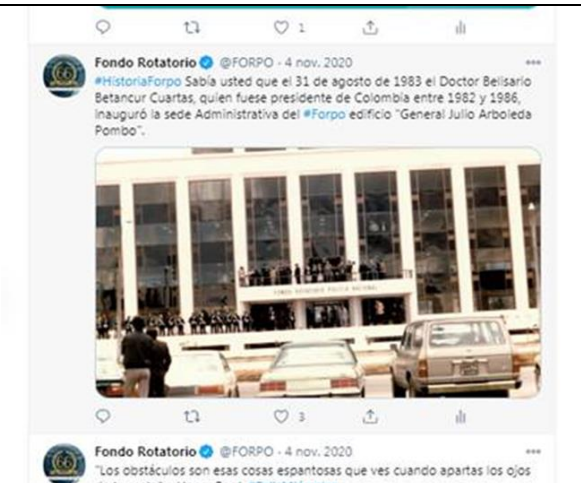 1
Fondo Rotatorio @FORPO · 4 nov. 2020
#HistoriaForpo Sabía usted que el 31 de agosto de 1983 el Doctor Belisario
Betancur Cuartas, quien fuese presidente de Colombia entre 1982 y 1986,
inauguró la sede Administrativa del #Forpo edificio "General Julio Arboleda
Pombo".
FONDO ROTATORIO POLICIA NACIONAL
3
Fondo Rotatorio @FORPO · 4 nov. 2020
"Los obstáculos son esas cosas espantosas que ves cuando apartas los ojos